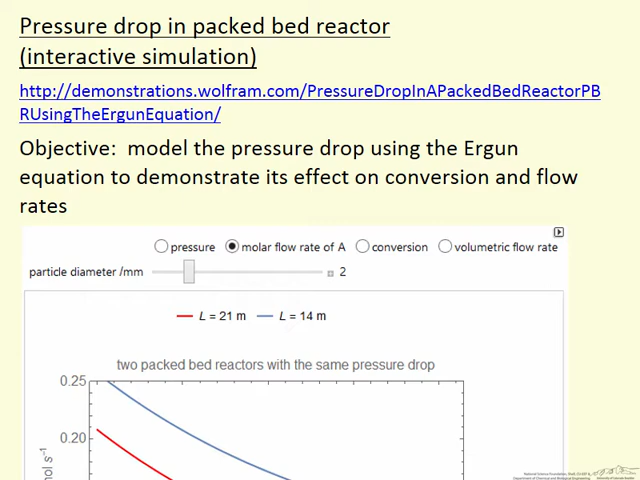 Pressure drop in packed bed reactor
(interactive simulation)
http://demonstrations.wolfram.com/PressureDropInAPackedBedReactorPB
RUsingTheErgunEquation/
Objective:  model the pressure drop using the Ergun
equation to demonstrate its effect on conversion and flow
rates
pressure molar flow rate of A conversion volumetric flow rate
particle diameter /mm 2
L = 21 m L = 14 m
two packed bed reactors with the same pressure drop
0.25
0.20